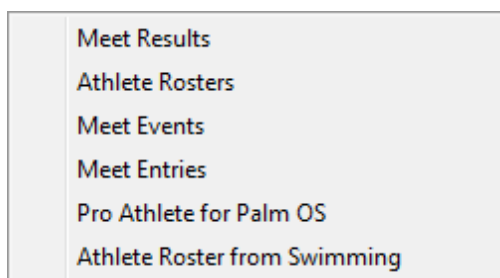 Meet Results
Athlete Rosters
Meet Events
Meet Entries
Pro Athlete for Palm OS
Athlete Roster from Swimming